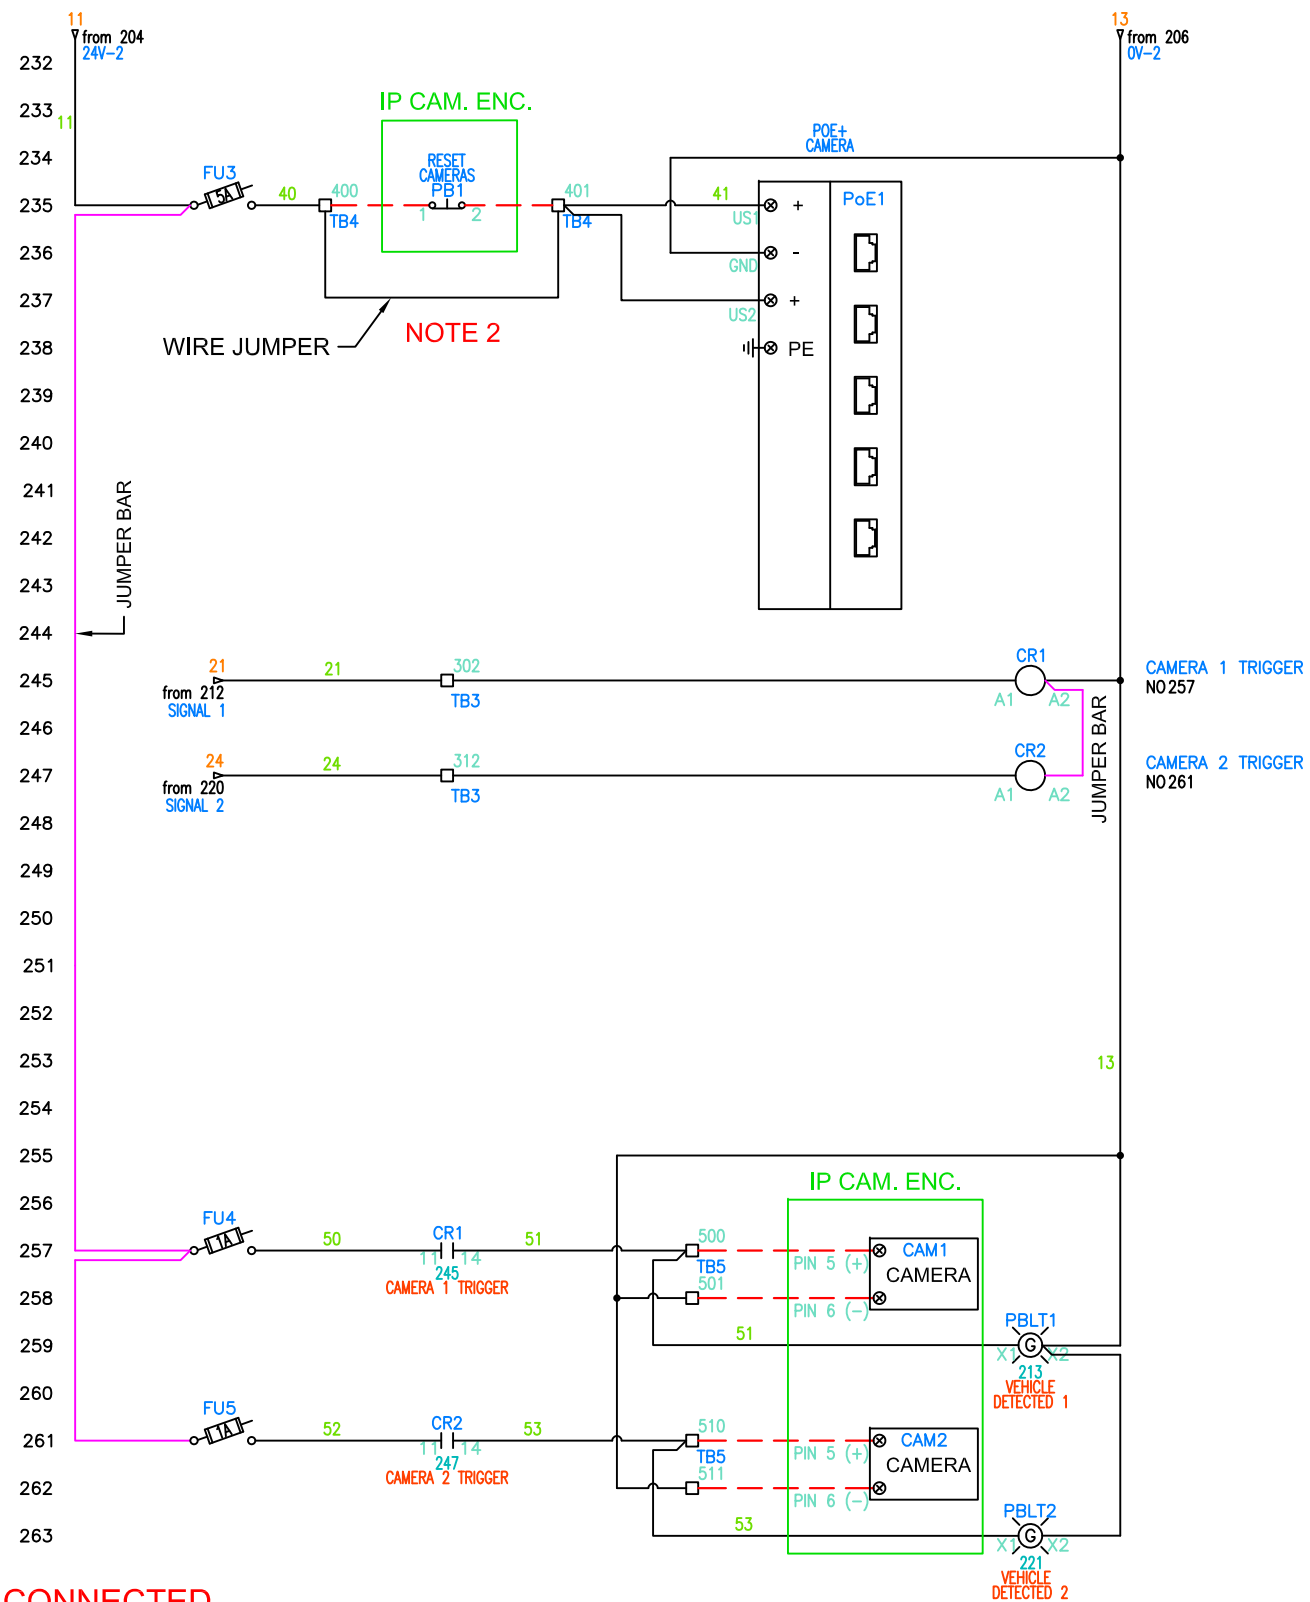 11
from 204
24V-2
13
from 206
0V-2
232
233
11
IP CAM. ENC.
234
POE+
CAMERA
RESET
CAMERAS
PB1
FU3
5A
40
400
1
2
401
41
PoE1
235
TB4
TB4
US1
+
236
GND
-
237
US2
+
NOTE 2
238
WIRE JUMPER
PE
239
240
241
242
243
JUMPER BAR
244
21
21
302
CR1
CAMERA 1 TRIGGER
245
from 212
SIGNAL 1
TB3
A1
A2
NO 257
246
JUMPER BAR
24
24
312
CR2
CAMERA 2 TRIGGER
247
from 220
SIGNAL 2
TB3
A1
A2
NO 261
248
249
250
251
252
253
13
254
255
IP CAM. ENC.
256
FU4
1A
50
CR1
51
500
257
11
14
245
CAMERA 1 TRIGGER
TB5
PIN 5 (+)
CAM1
CAMERA
501
258
PIN 6 (-)
259
51
PBLT1
X1
G
X2
213
VEHICLE
DETECTED 1
260
FU5
1A
52
CR2
53
510
261
11
14
247
CAMERA 2 TRIGGER
TB5
PIN 5 (+)
CAM2
CAMERA
511
262
PIN 6 (-)
263
53
PBLT2
X1
G
X2
221
VEHICLE
DETECTED 2
CONNECTED